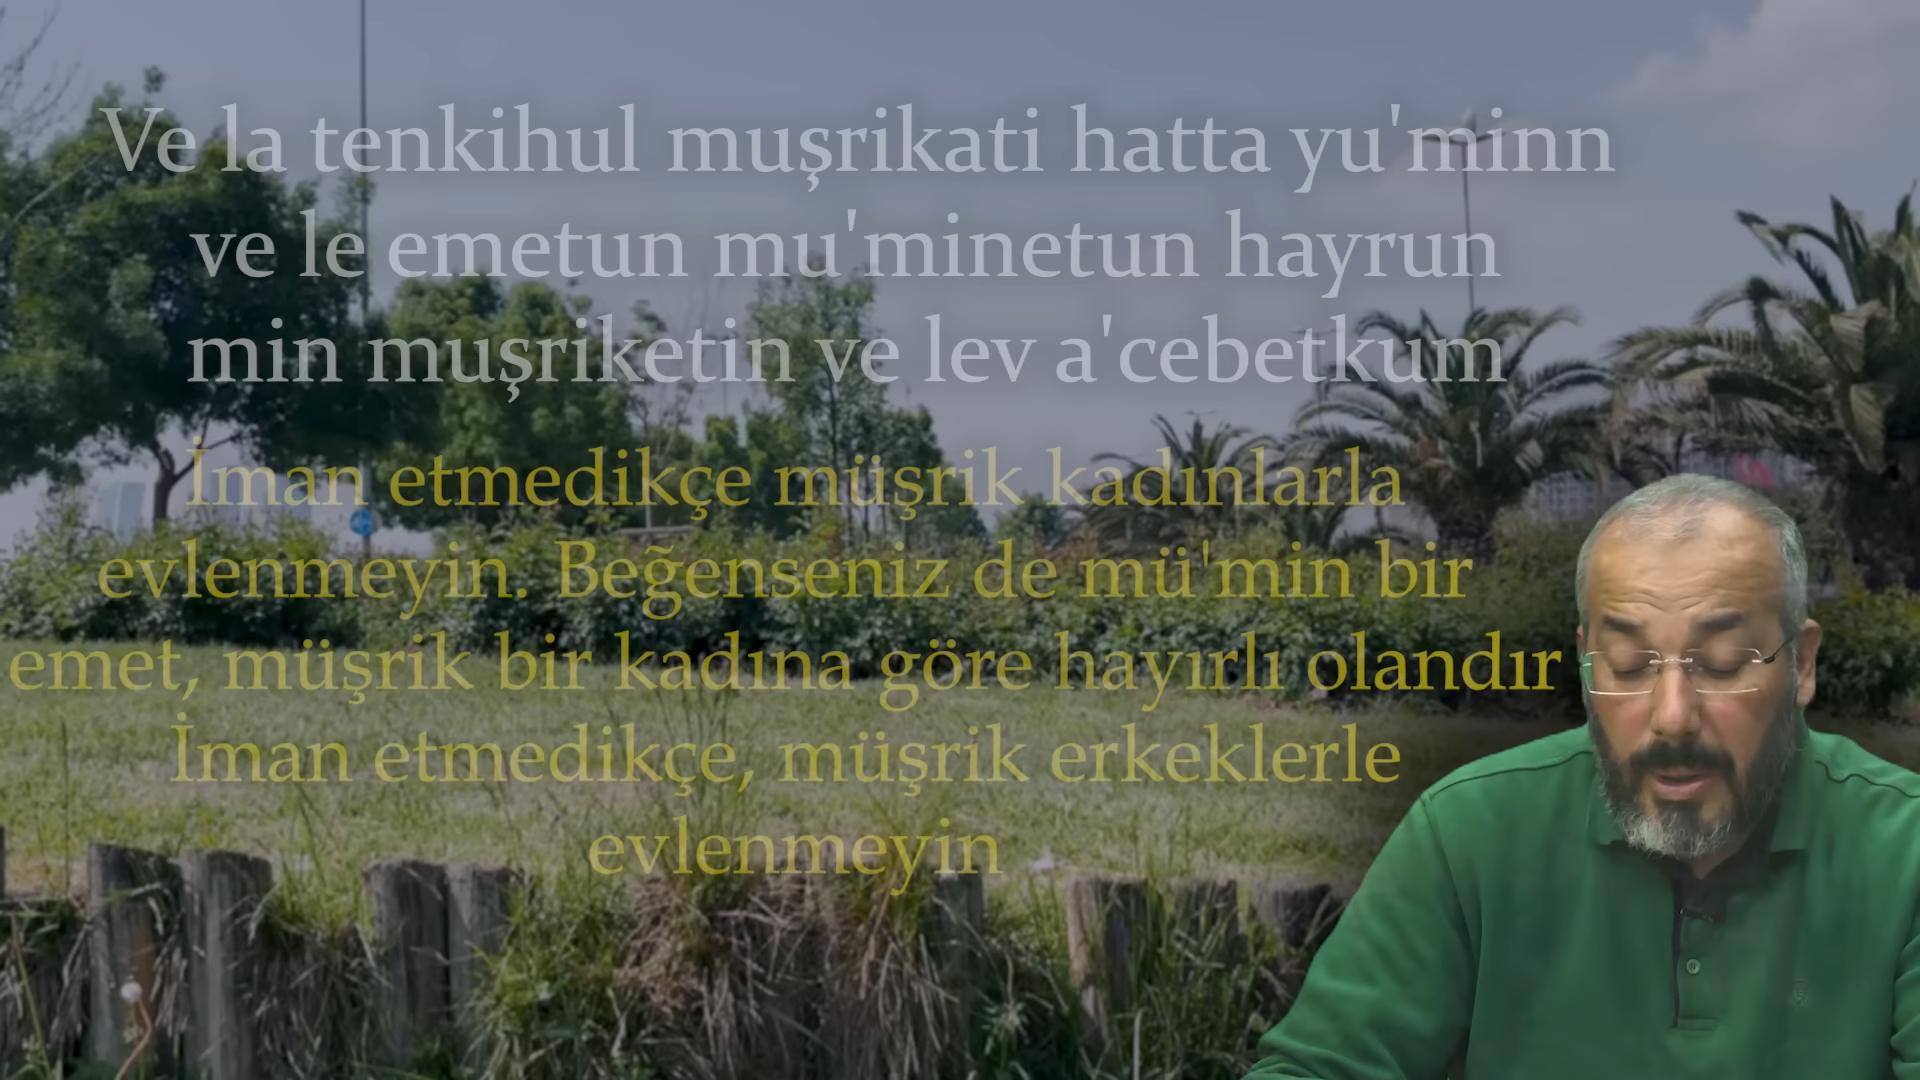 Ve la tenkihul muşrikati hatta yu'minn
ve le emetun mu'minetun hayrun
min muşriketin ve lev a'cebetkum
İman etmedikçe müşrik kadınlarla
evlenmeyin. Beğenseniz de mü'min bir
emet, müşrik bir kadına göre hayırlı olandır
İman etmedikçe, müşrik erkeklerle
evlenmeyin